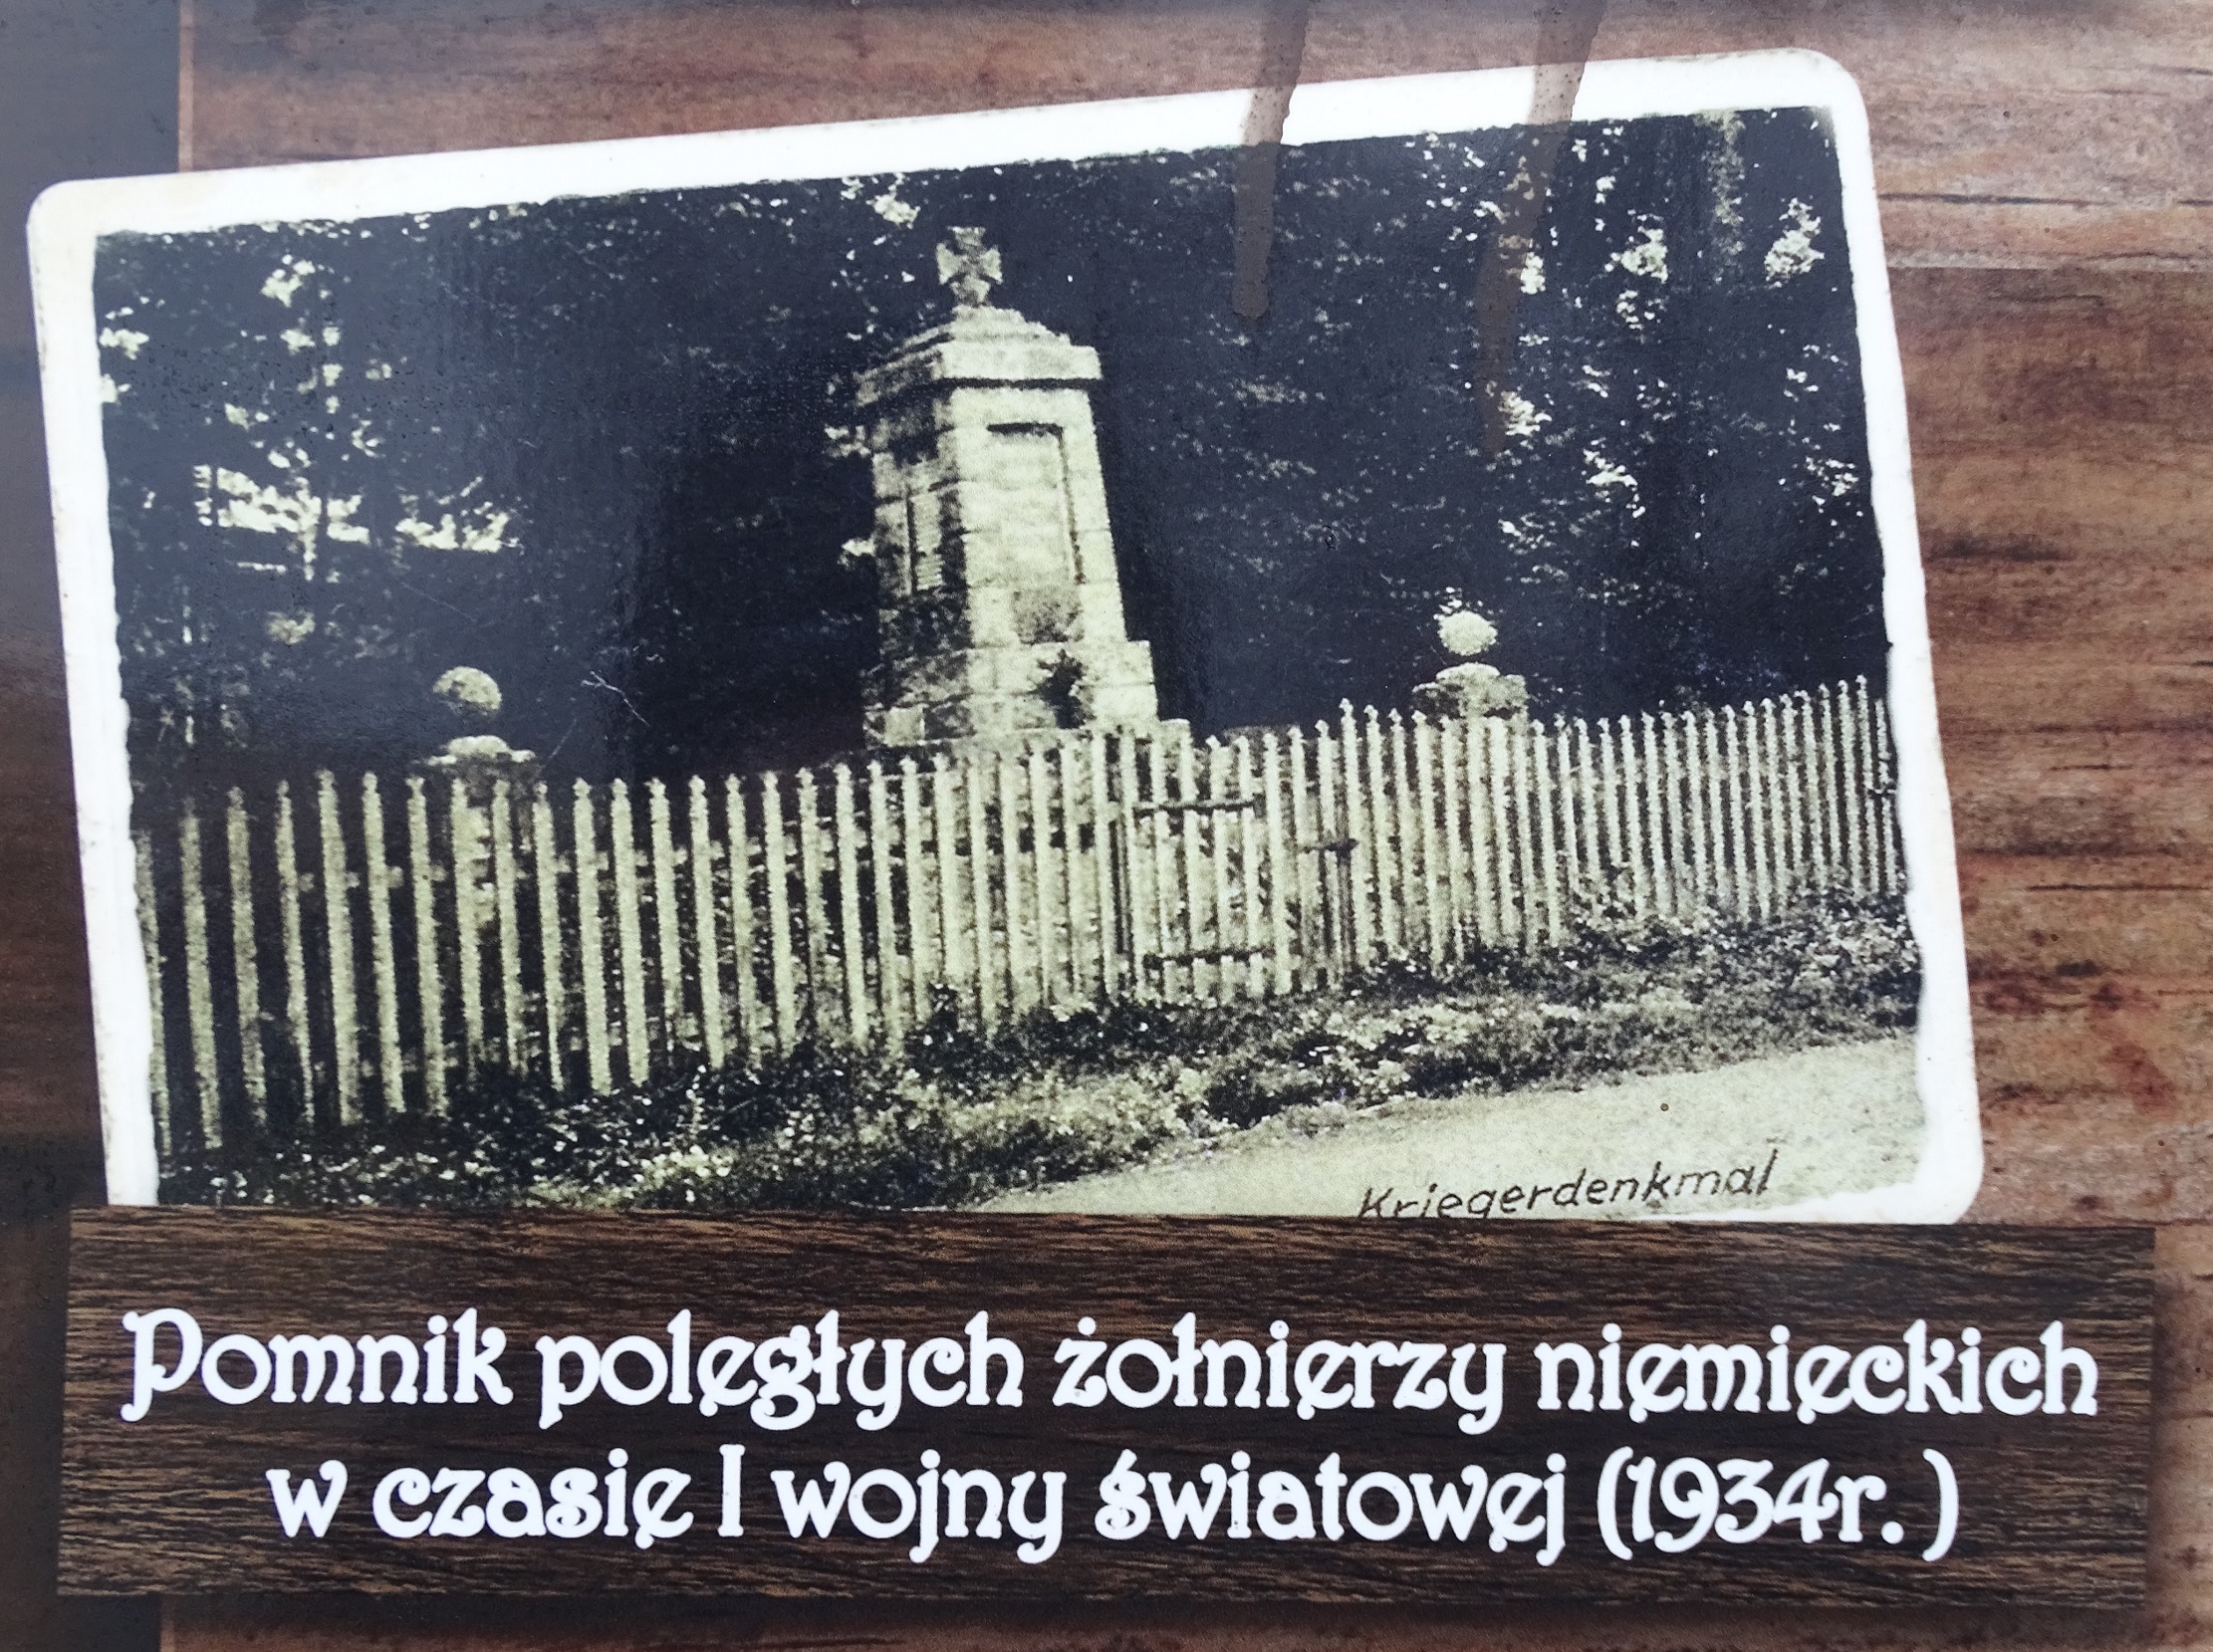 Kriegerdenkmal
Pomnik poległych żołnierzy niemieckich
w czasie I wojny światowej (1934r. )